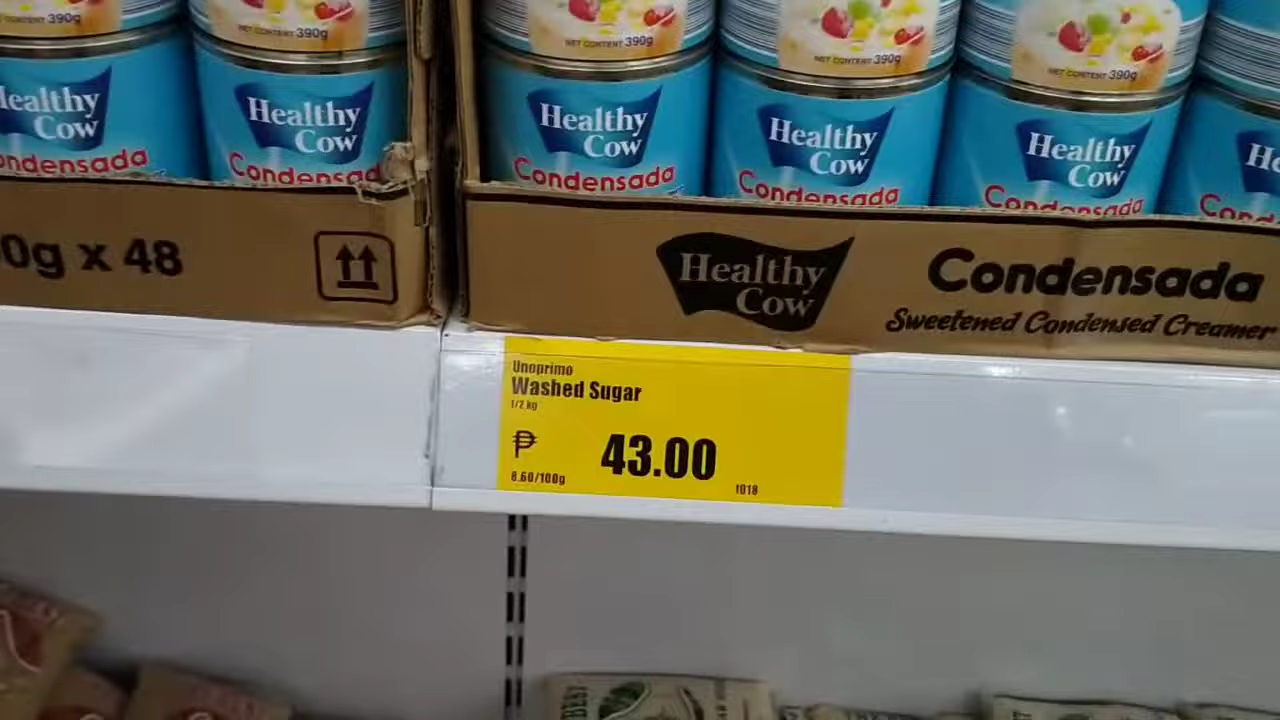 CONTENT 390g
390g
NET CONTENT 390g
NET CONTENT 390g
NET CONTENT 390g
Healthy
Cow
Condensada
Healthy
Cow
Condensada
Healthy
Cow
Condensada
Healthy
Cow
Condensada
Healthy
Cow
Condensada
0g x 48
Healthy
Cow
Condensada
Sweetened Condensed Creamer
Unoprimo
Washed Sugar
1/2 kg
₱ 43.00
8.60/100g
1018